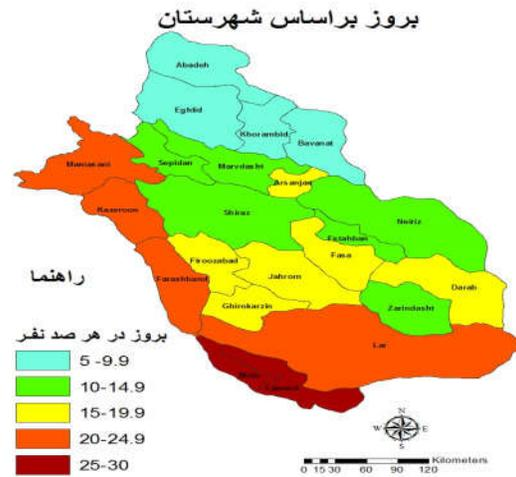 بروز براساس شهرستان
Abadeh
Eghlid
Khorambid
Bavanat
Mamasani
Sepidan
Marvdasht
Arsanjan
Kazeroon
Shiraz
Neiriz
Estahban
Fasa
Firoozabad
Farashband
Jahrom
Darab
Ghirokarzin
Zarindasht
Lar
Lamerd
راهنما
بروز در هر صد نفر
5 -9.9
10-14.9
15-19.9
20-24.9
25-30
N
W E
S
Kilometers
0 15 30 60 90 120